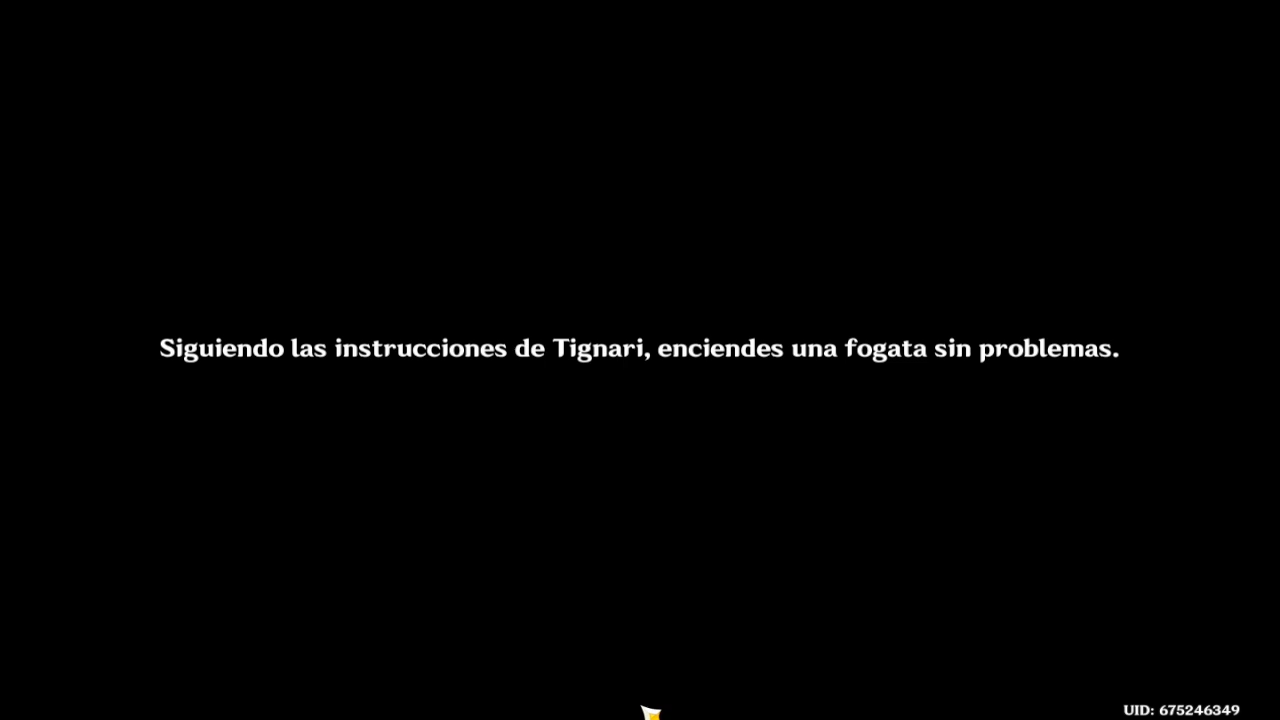 Siguiendo las instrucciones de Tignari, enciendes una fogata sin problemas.
UID: 675246349